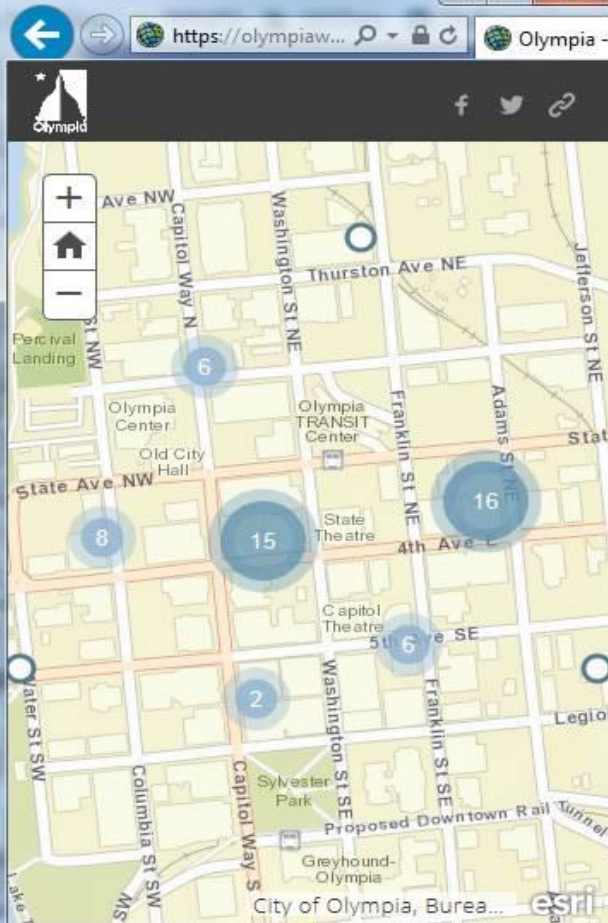 https://olympiaw...
Olympia -
Olympia
+
Ave NW
Capitol Way N
Washington St NE
Jefferson St NE
Thurston Ave NE
−
St NW
Percival
Landing
6
Olympia
Center
Olympia
TRANSIT
Center
Franklin St NE
Adams St NE
Old City
Hall
State Ave NW
Stat
16
8
15
State
Theatre
4th Ave E
Capitol
Theatre
5th Ave SE
6
Water St SW
2
Washington St SE
Franklin St SE
Legio
Columbia St SW
Capitol Way S
Sylvester
Park
Proposed Downtown Rail Tunnel
Greyhound-
Olympia
Lake
SW
City of Olympia, Burea...
esri